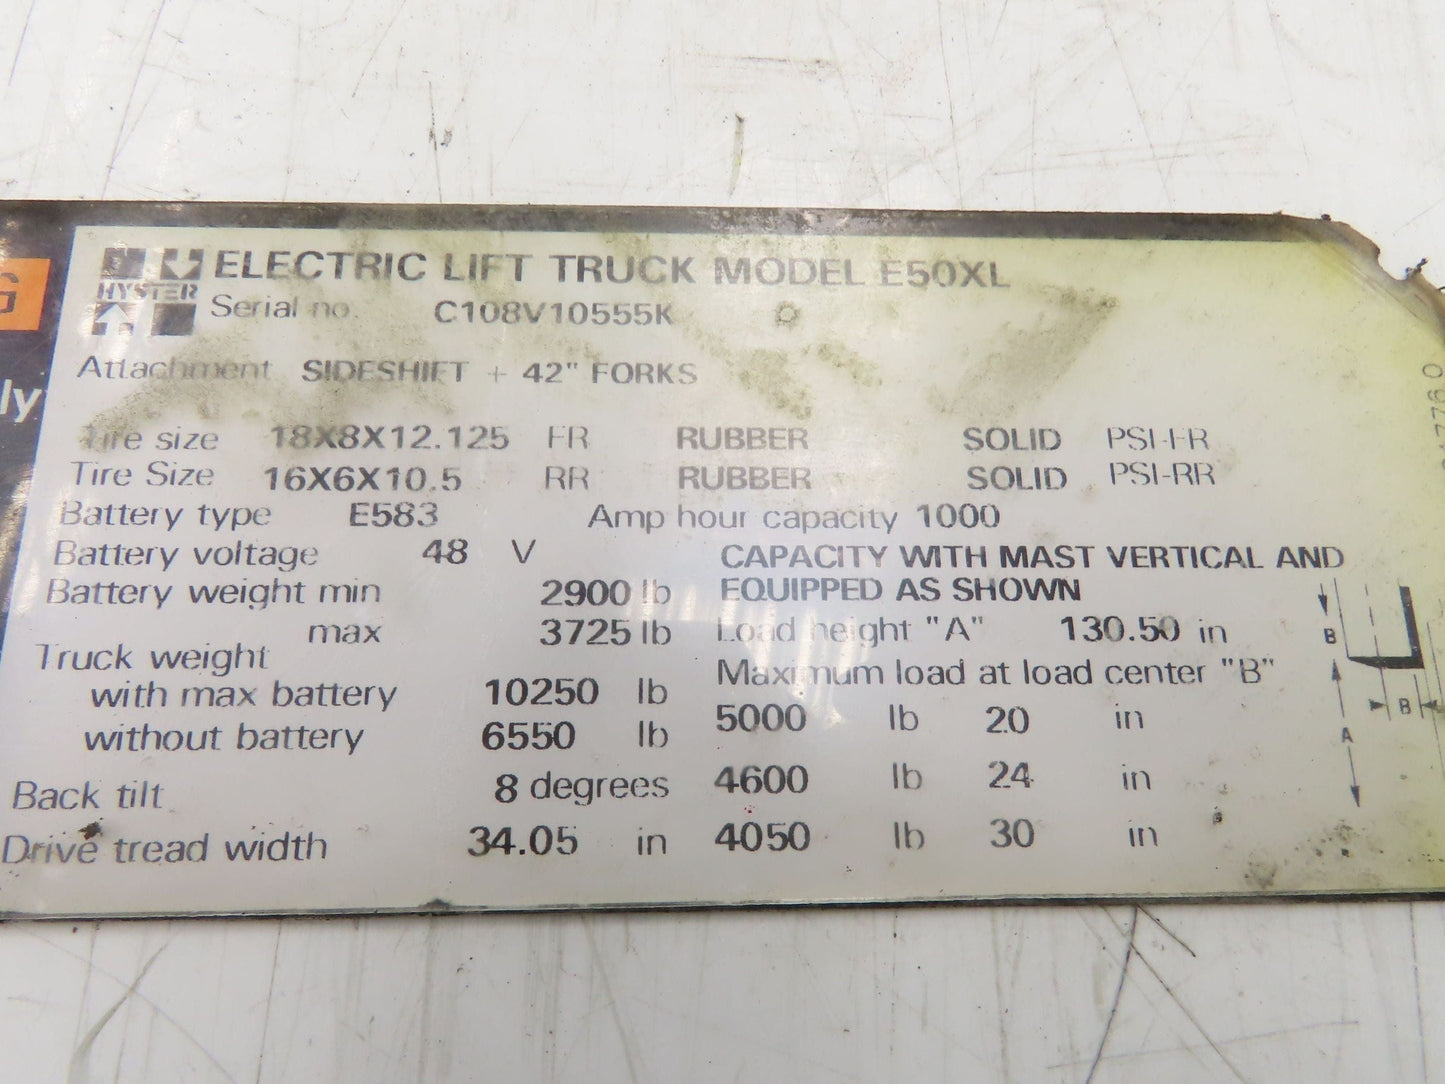 G
ly
HYSTER
ELECTRIC LIFT TRUCK MODEL E50XL
Serial no. C108V10555K
Attachment SIDESHIFT + 42" FORKS
Tire size 18X8X12.125 FR RUBBER SOLID PSI-FR
Tire Size 16X6X10.5 RR RUBBER SOLID PSI-RR
Battery type E583 Amp hour capacity 1000
Battery voltage 48 V
Battery weight min 2900 lb
max 3725 lb
Truck weight
with max battery 10250 lb
without battery 6550 lb
Back tilt 8 degrees
Drive tread width 34.05 in
CAPACITY WITH MAST VERTICAL AND
EQUIPPED AS SHOWN
Load height "A" 130.50 in
Maximum load at load center "B"
5000 lb 20 in
4600 lb 24 in
4050 lb 30 in
B
B
A